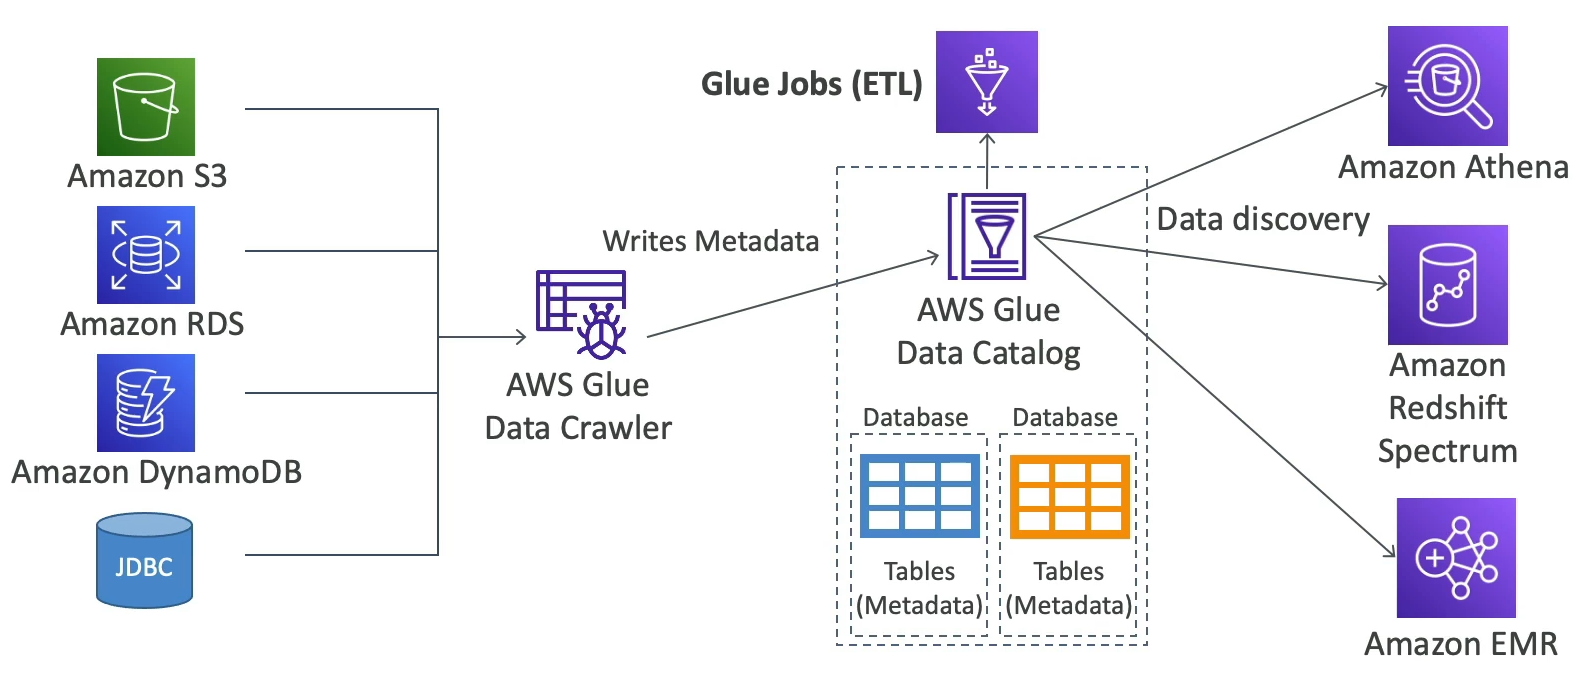 Amazon S3
Amazon RDS
Amazon DynamoDB
JDBC
AWS Glue
Data Crawler
Writes Metadata
Glue Jobs (ETL)
AWS Glue
Data Catalog
Database
Tables
(Metadata)
Database
Tables
(Metadata)
Data discovery
Amazon Athena
Amazon
Redshift
Spectrum
Amazon EMR